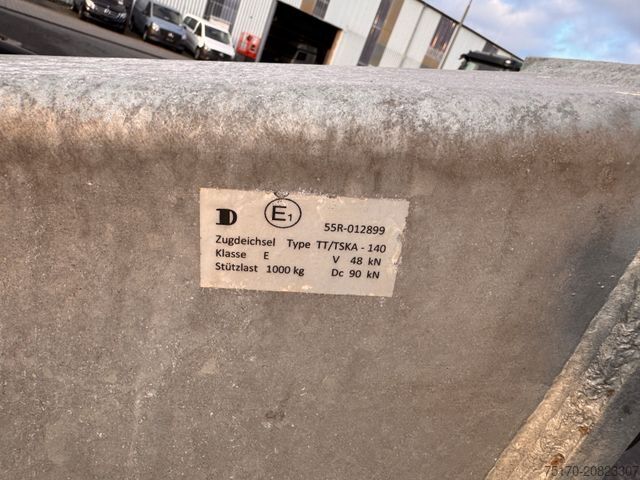 D E1 55R-012899
Zugdeichsel Type TT/TSKA - 140
Klasse E V 48 kN
Stützlast 1000 kg Dc 90 kN
75170-20823307